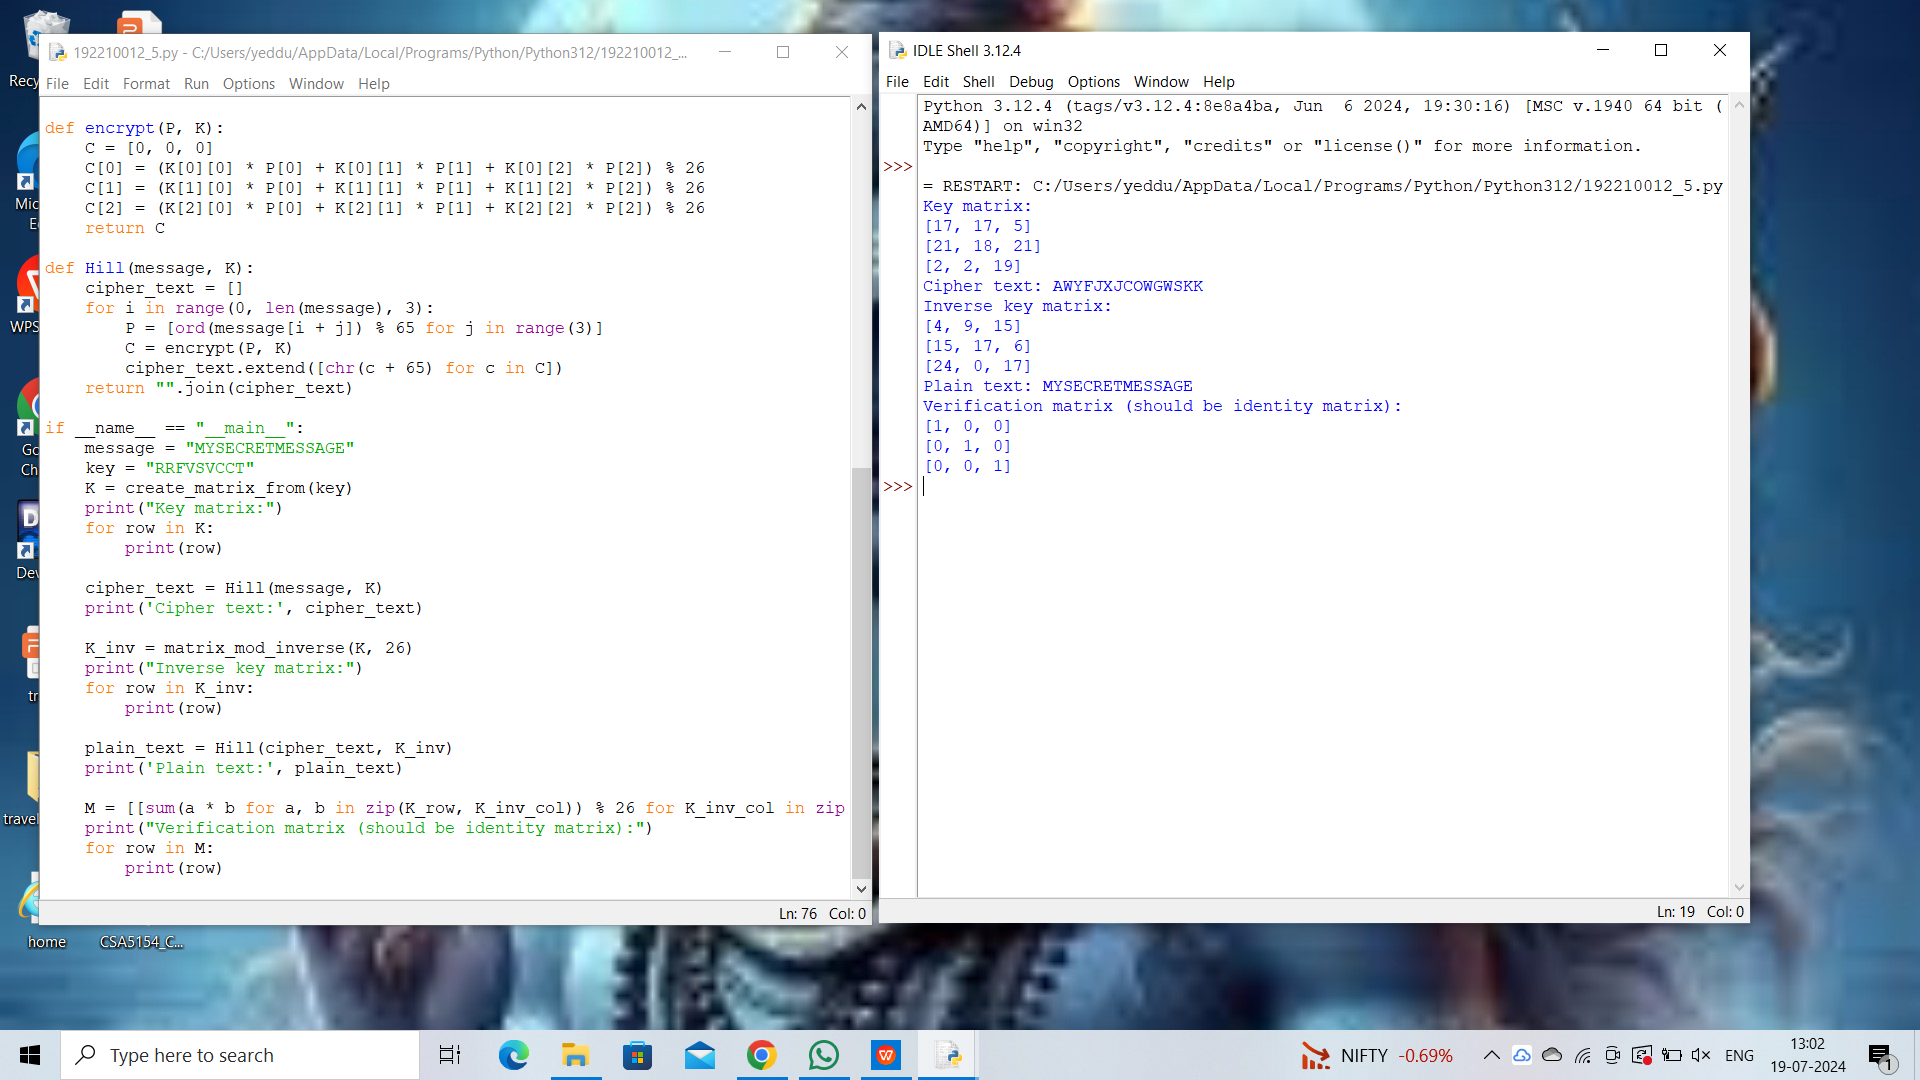 Recy
Mic
E
WPS
Go
Ch
Dev
tr
travel
home
CSA5154_C...
192210012_5.py - C:/Users/yeddu/AppData/Local/Programs/Python/Python312/192210012_...
File Edit Format Run Options Window Help
def encrypt(P, K):
    C = [0, 0, 0]
    C[0] = (K[0][0] * P[0] + K[0][1] * P[1] + K[0][2] * P[2]) % 26
    C[1] = (K[1][0] * P[0] + K[1][1] * P[1] + K[1][2] * P[2]) % 26
    C[2] = (K[2][0] * P[0] + K[2][1] * P[1] + K[2][2] * P[2]) % 26
    return C
def Hill(message, K):
    cipher_text = []
    for i in range(0, len(message), 3):
        P = [ord(message[i + j]) % 65 for j in range(3)]
        C = encrypt(P, K)
        cipher_text.extend([chr(c + 65) for c in C])
    return "".join(cipher_text)
if __name__ == "__main__":
    message = "MYSECRETMESSAGE"
    key = "RRFVSVCCT"
    K = create_matrix_from(key)
    print("Key matrix:")
    for row in K:
        print(row)
    cipher_text = Hill(message, K)
    print('Cipher text:', cipher_text)
    K_inv = matrix_mod_inverse(K, 26)
    print("Inverse key matrix:")
    for row in K_inv:
        print(row)
    plain_text = Hill(cipher_text, K_inv)
    print('Plain text:', plain_text)
    M = [[sum(a * b for a, b in zip(K_row, K_inv_col)) % 26 for K_inv_col in zip
    print("Verification matrix (should be identity matrix):")
    for row in M:
        print(row)
Ln: 76 Col: 0
IDLE Shell 3.12.4
File Edit Shell Debug Options Window Help
Python 3.12.4 (tags/v3.12.4:8e8a4ba, Jun  6 2024, 19:30:16) [MSC v.1940 64 bit (
AMD64)] on win32
Type "help", "copyright", "credits" or "license()" for more information.
>>>
= RESTART: C:/Users/yeddu/AppData/Local/Programs/Python/Python312/192210012_5.py
Key matrix:
[17, 17, 5]
[21, 18, 21]
[2, 2, 19]
Cipher text: AWYFJXJCOWGWSKK
Inverse key matrix:
[4, 9, 15]
[15, 17, 6]
[24, 0, 17]
Plain text: MYSECRETMESSAGE
Verification matrix (should be identity matrix):
[1, 0, 0]
[0, 1, 0]
[0, 0, 1]
>>>
Ln: 19 Col: 0
Type here to search
NIFTY -0.69%
ENG
13:02
19-07-2024
1